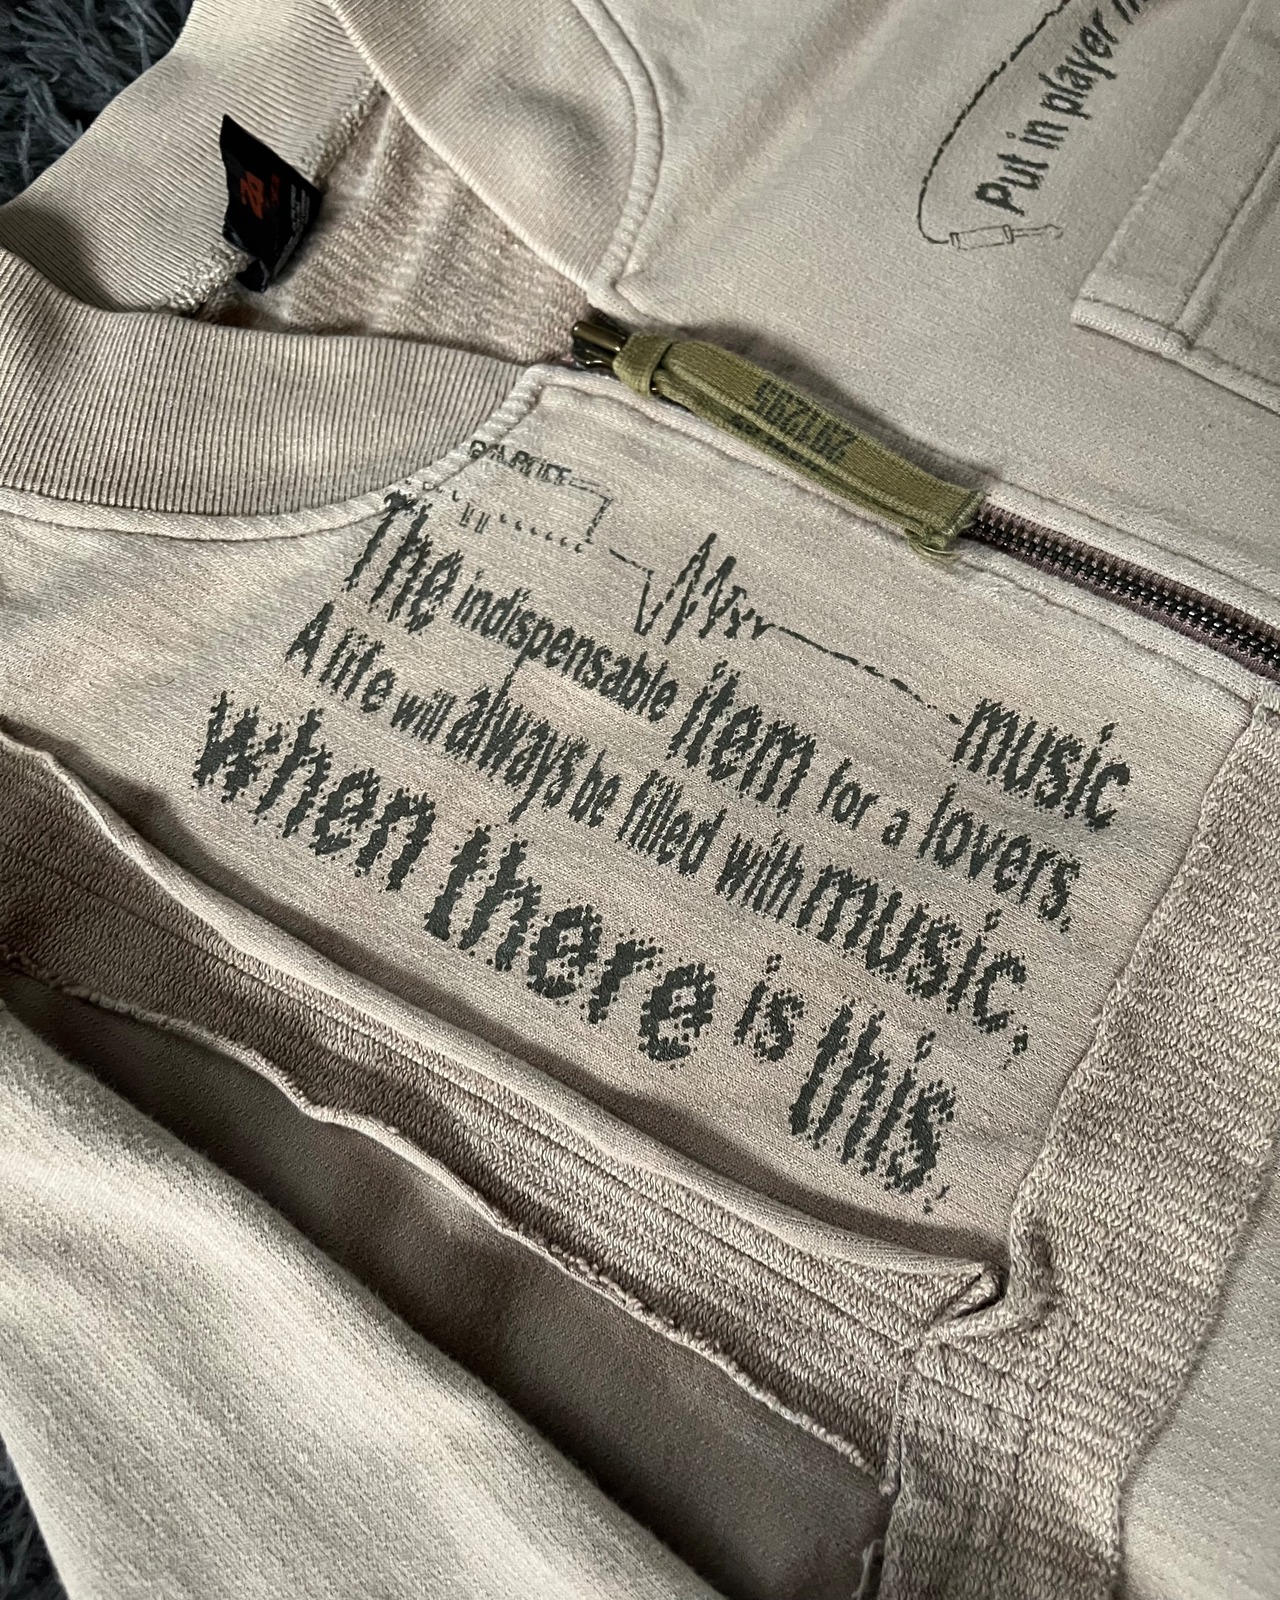 Put in player
music
The indispensable item for a lovers.
A life will always be filled with music,
when there is this.